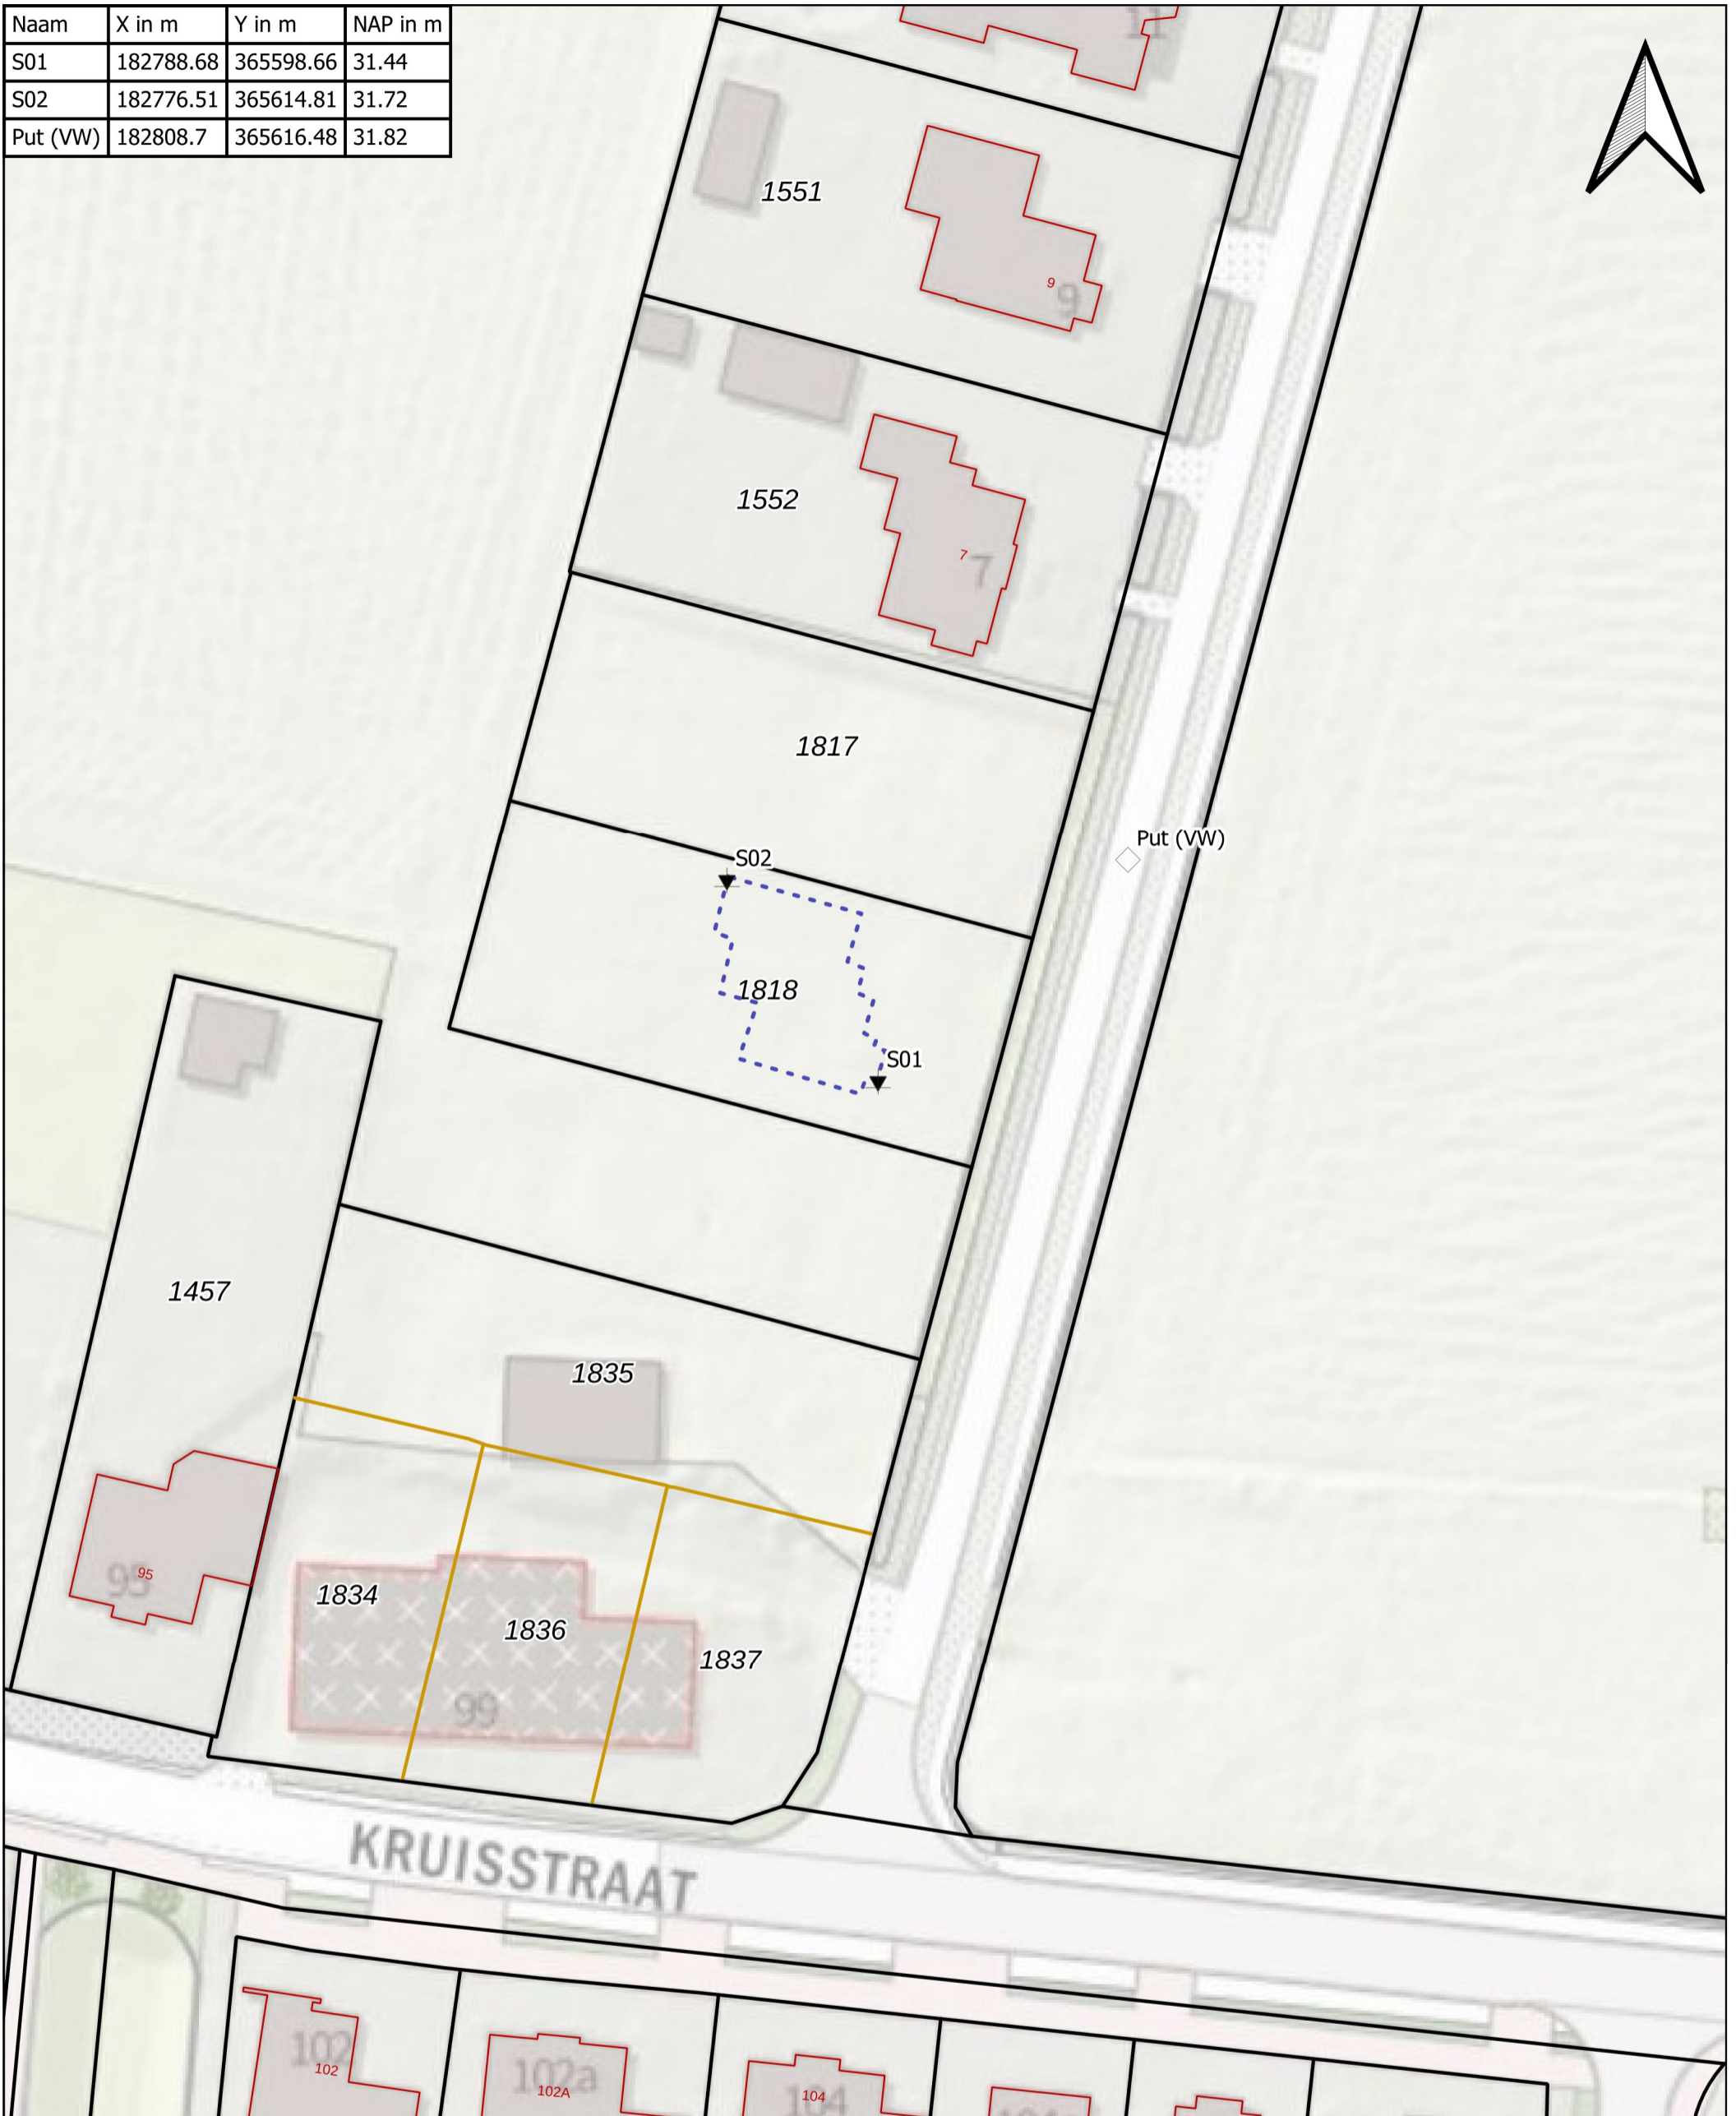 Naam X in m Y in m NAP in m
S01 182788.68 365598.66 31.44
S02 182776.51 365614.81 31.72
Put (VW) 182808.7 365616.48 31.82
11
1551
9
9
1552
7
7
1817
Put (VW)
S02
1818
S01
1457
1835
95
95
1834
1836
1837
99
KRUISSTRAAT
102
102
102a
102A
104
104